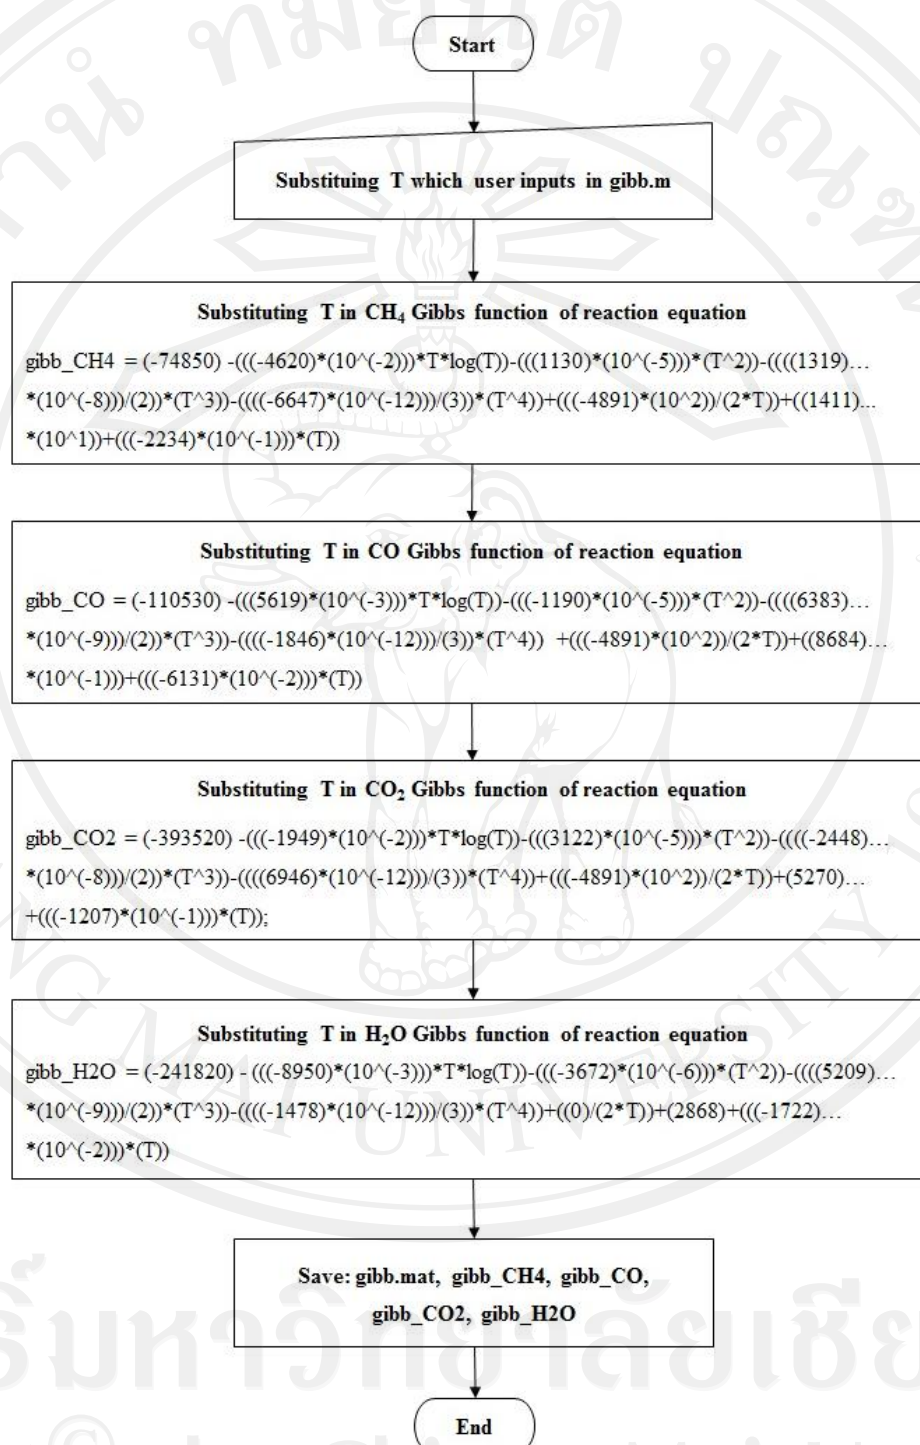 Start
Substituing T which user inputs in gibb.m
Substituting T in CH₄ Gibbs function of reaction equation
gibb_CH4 = (-74850) -(((-4620)*(10^(-2)))*T*log(T))-(((1130)*(10^(-5)))*(T^2))-((((1319)…
*(10^(-8)))/(2))*(T^3))-((((-6647)*(10^(-12)))/(3))*(T^4))+(((-4891)*(10^2))/(2*T))+((1411)...
*(10^1))+(((-2234)*(10^(-1)))*(T))
Substituting T in CO Gibbs function of reaction equation
gibb_CO = (-110530) -(((5619)*(10^(-3)))*T*log(T))-(((-1190)*(10^(-5)))*(T^2))-((((6383)…
*(10^(-9)))/(2))*(T^3))-((((-1846)*(10^(-12)))/(3))*(T^4)) +(((-4891)*(10^2))/(2*T))+((8684)…
*(10^(-1)))+(((-6131)*(10^(-2)))*(T))
Substituting T in CO₂ Gibbs function of reaction equation
gibb_CO2 = (-393520) -(((-1949)*(10^(-2)))*T*log(T))-(((3122)*(10^(-5)))*(T^2))-((((-2448)…
*(10^(-8)))/(2))*(T^3))-((((6946)*(10^(-12)))/(3))*(T^4))+(((-4891)*(10^2))/(2*T))+(5270)…
+(((-1207)*(10^(-1)))*(T));
Substituting T in H₂O Gibbs function of reaction equation
gibb_H2O = (-241820) - (((-8950)*(10^(-3)))*T*log(T))-(((-3672)*(10^(-6)))*(T^2))-((((5209)…
*(10^(-9)))/(2))*(T^3))-((((-1478)*(10^(-12)))/(3))*(T^4))+((0)/(2*T))+(2868)+(((-1722)…
*(10^(-2)))*(T))
Save: gibb.mat, gibb_CH4, gibb_CO,
gibb_CO2, gibb_H2O
End
MAI UNIVERSITY